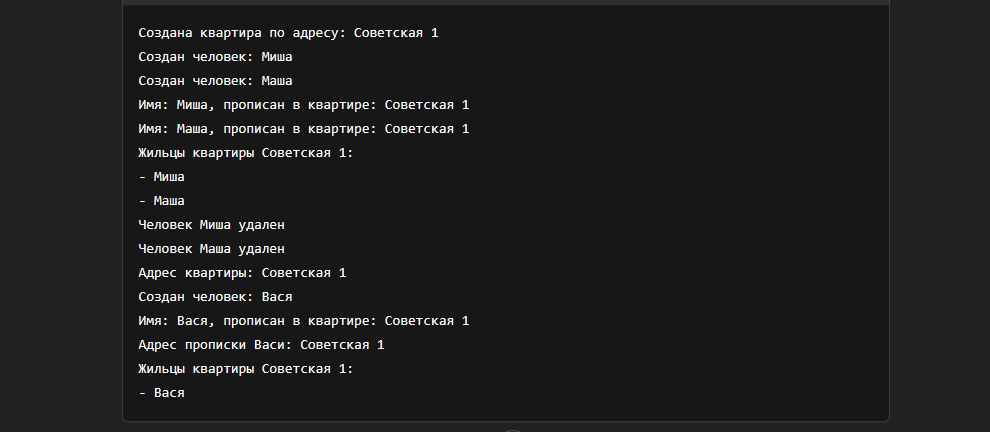 Создана квартира по адресу: Советская 1
Создан человек: Миша
Создан человек: Маша
Имя: Миша, прописан в квартире: Советская 1
Имя: Маша, прописан в квартире: Советская 1
Жильцы квартиры Советская 1:
- Миша
- Маша
Человек Миша удален
Человек Маша удален
Адрес квартиры: Советская 1
Создан человек: Вася
Имя: Вася, прописан в квартире: Советская 1
Адрес прописки Васи: Советская 1
Жильцы квартиры Советская 1:
- Вася